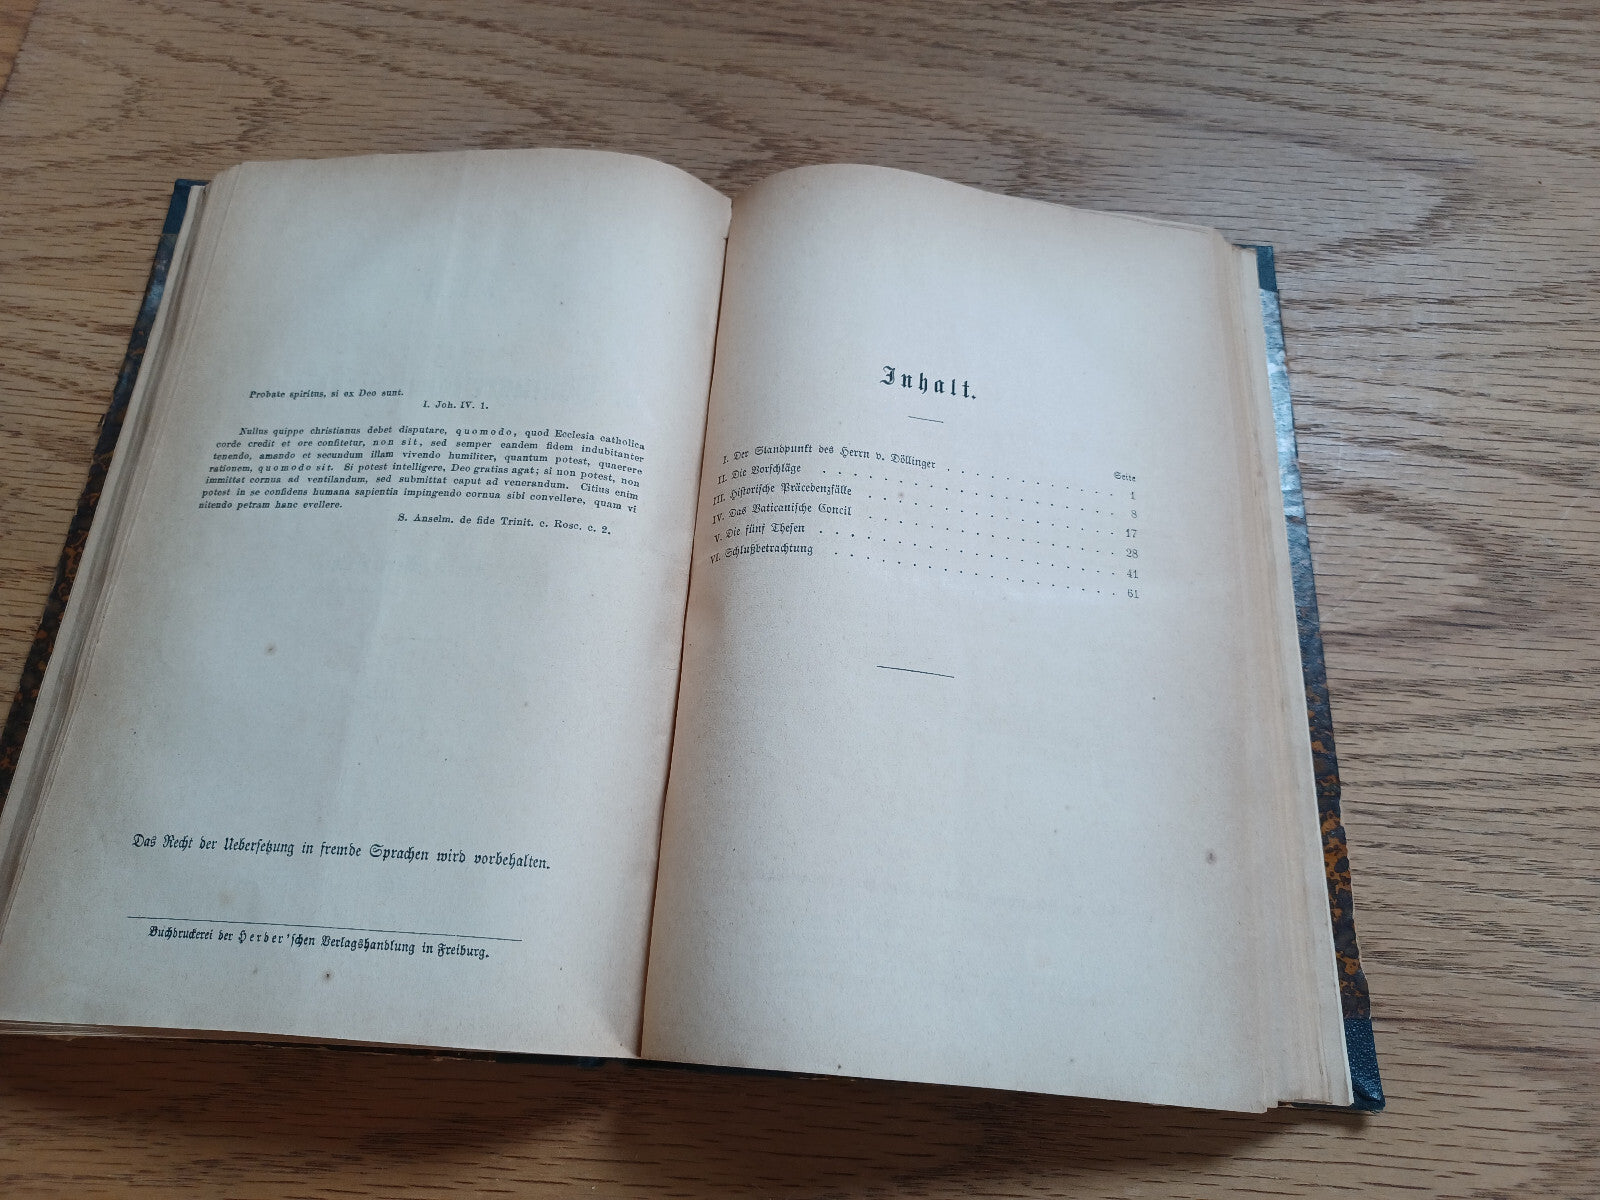 Probate spiritus, si ex Deo sunt.
I. Joh. IV. 1.
Nullus quippe christianus debet disputare, quomodo, quod Ecclesia catholica
corde credit et ore confitetur, non sit, sed semper eandem fidem indubitanter
tenendo, amando et secundum illam vivendo humiliter, quantum potest, quaerere
rationem, quomodo sit. Si potest intelligere, Deo gratias agat; si non potest, non
immittat cornua ad ventilandum, sed submittat caput ad venerandum. Citius enim
potest in se confidens humana sapientia impingendo cornua sibi convellere, quam vi
nitendo petram hanc evellere.
S. Anselm. de fide Trinit. c. Rosc. c. 2.
Das Recht der Uebersetzung in fremde Sprachen wird vorbehalten.
Buchdruckerei der Herder'schen Verlagshandlung in Freiburg.
Inhalt.
Seite
I. Der Standpunkt des Herrn v. Döllinger . . . . . . . . . . 1
II. Die Vorschläge . . . . . . . . . . . . . . . . . . 8
III. Historische Präcedenzfälle . . . . . . . . . . . . . . . 17
IV. Das Vaticanische Concil . . . . . . . . . . . . . . . 28
V. Die fünf Thesen . . . . . . . . . . . . . . . . . . 41
VI. Schlußbetrachtung . . . . . . . . . . . . . . . . . 61